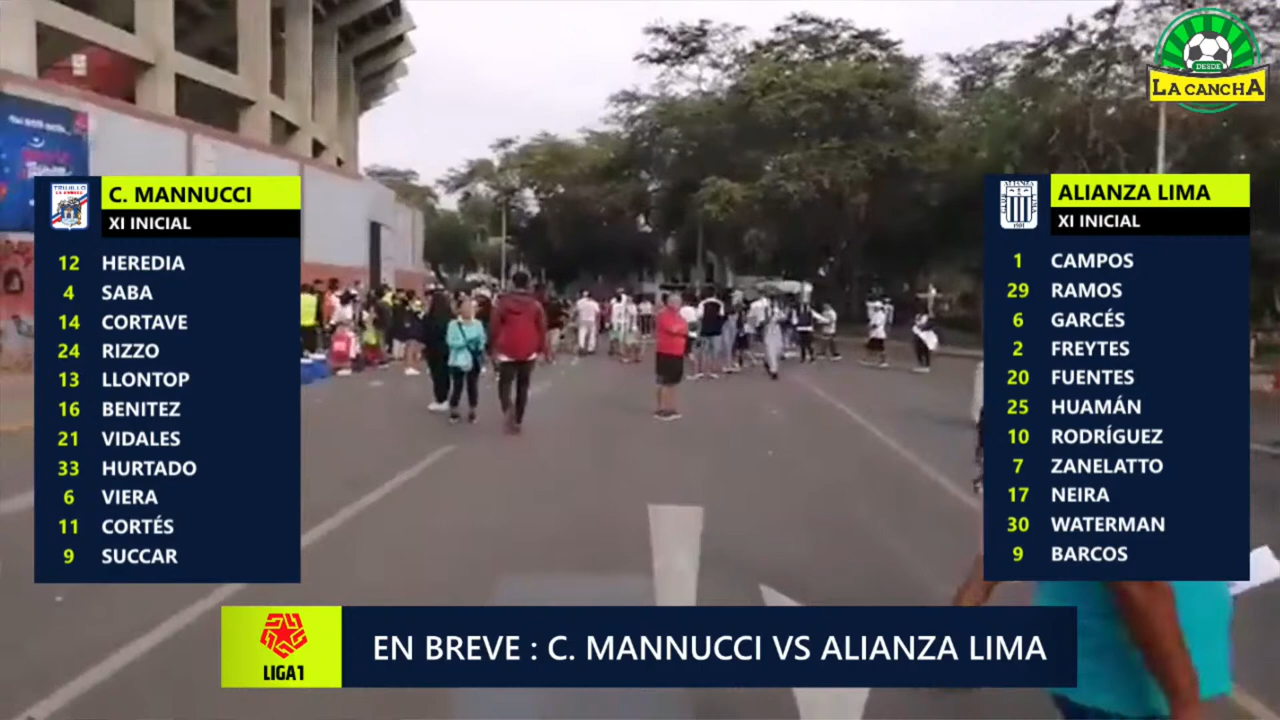 DESDE
LA CANCHA
TRUJILLO
C. MANNUCCI
XI INICIAL
12 HEREDIA
4 SABA
14 CORTAVE
24 RIZZO
13 LLONTOP
16 BENITEZ
21 VIDALES
33 HURTADO
6 VIERA
11 CORTÉS
9 SUCCAR
ALIANZA
ALIANZA LIMA
XI INICIAL
1 CAMPOS
29 RAMOS
6 GARCÉS
2 FREYTES
20 FUENTES
25 HUAMÁN
10 RODRÍGUEZ
7 ZANELATTO
17 NEIRA
30 WATERMAN
9 BARCOS
LIGA1
EN BREVE : C. MANNUCCI VS ALIANZA LIMA